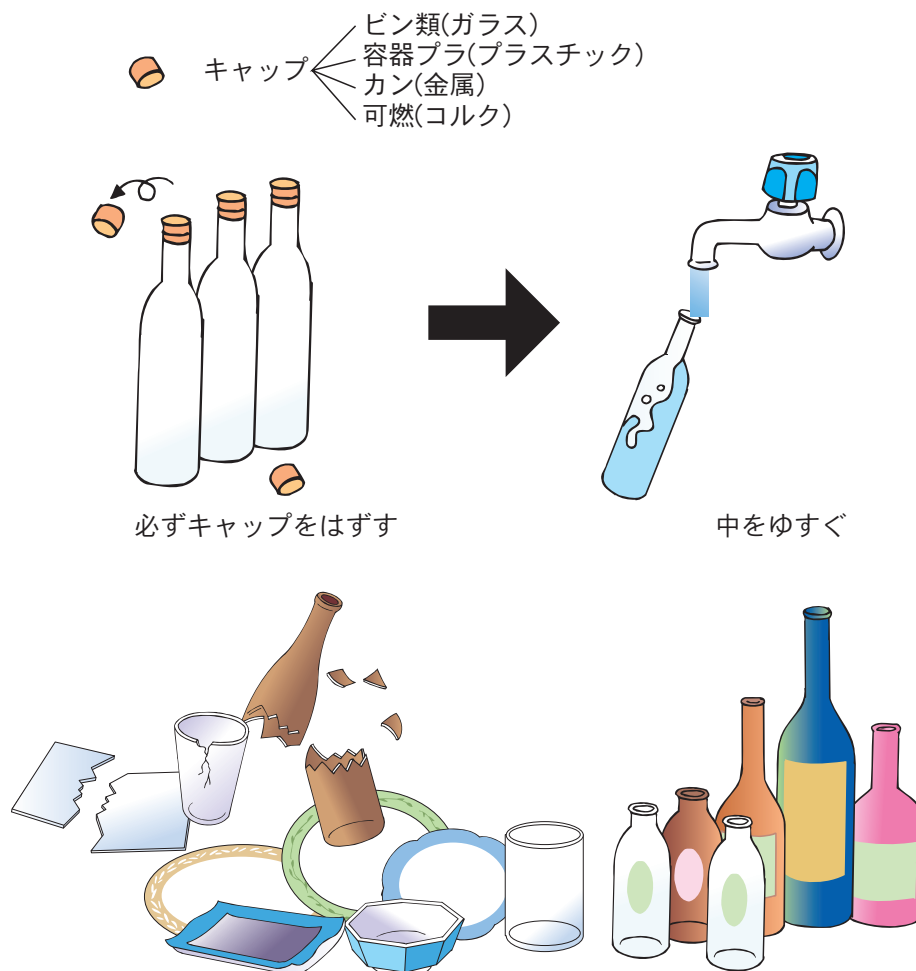 ビン類(ガラス)
容器プラ(プラスチック)
キャップ
カン(金属)
可燃(コルク)
必ずキャップをはずす
中をゆすぐ